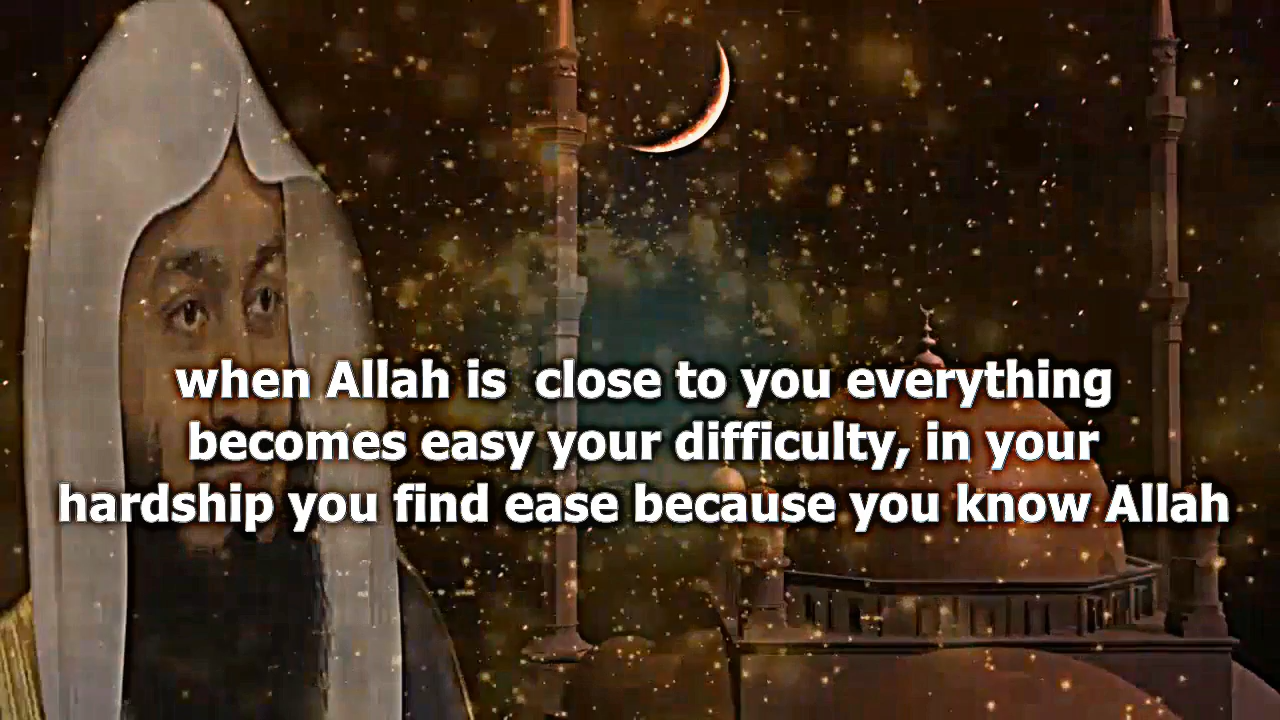 when Allah is  close to you everything
becomes easy your difficulty, in your
hardship you find ease because you know Allah